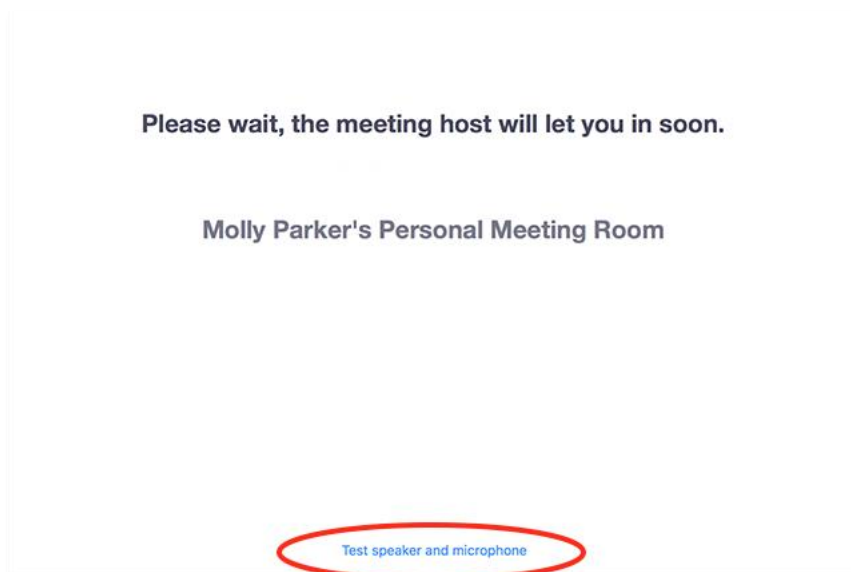 Please wait, the meeting host will let you in soon.
Molly Parker's Personal Meeting Room
Test speaker and microphone